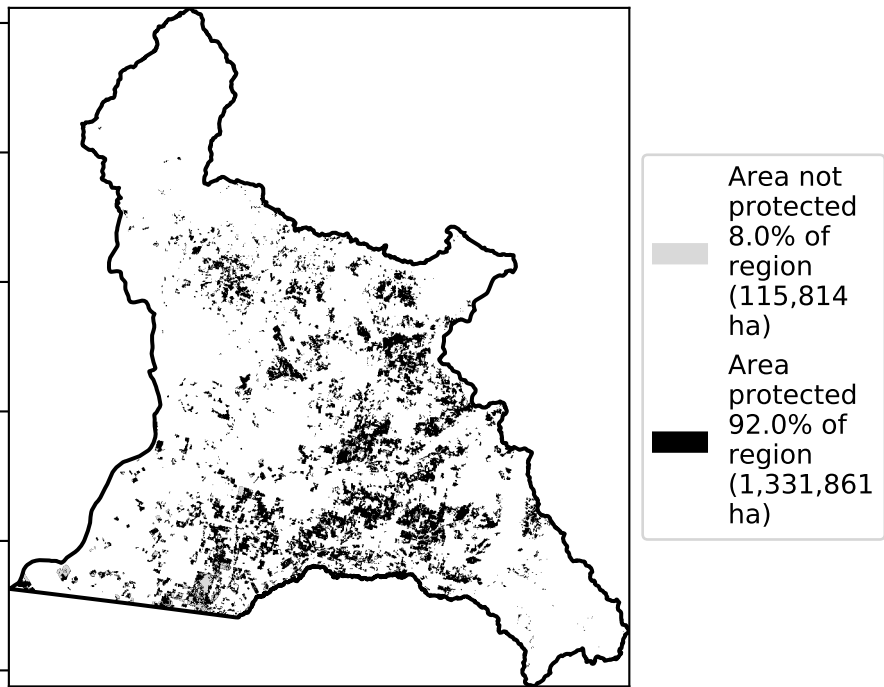 Area not
protected
8.0% of
region
(115,814
ha)
Area
protected
92.0% of
region
(1,331,861
ha)